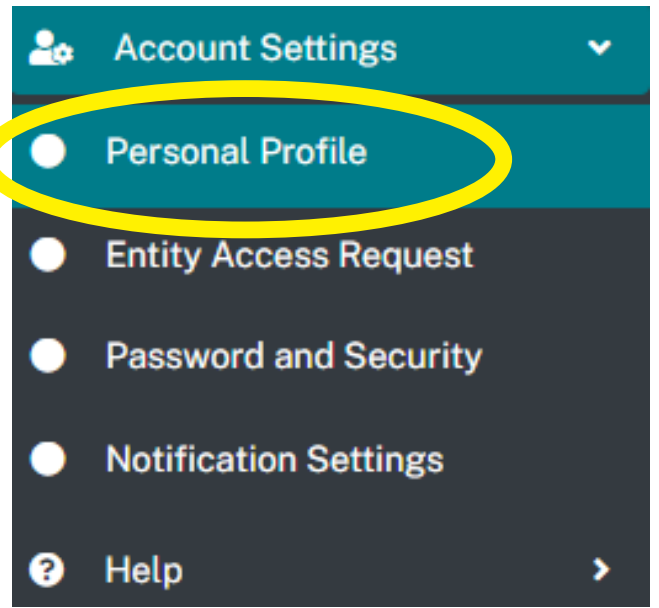 Account Settings
Personal Profile
Entity Access Request
Password and Security
Notification Settings
? Help